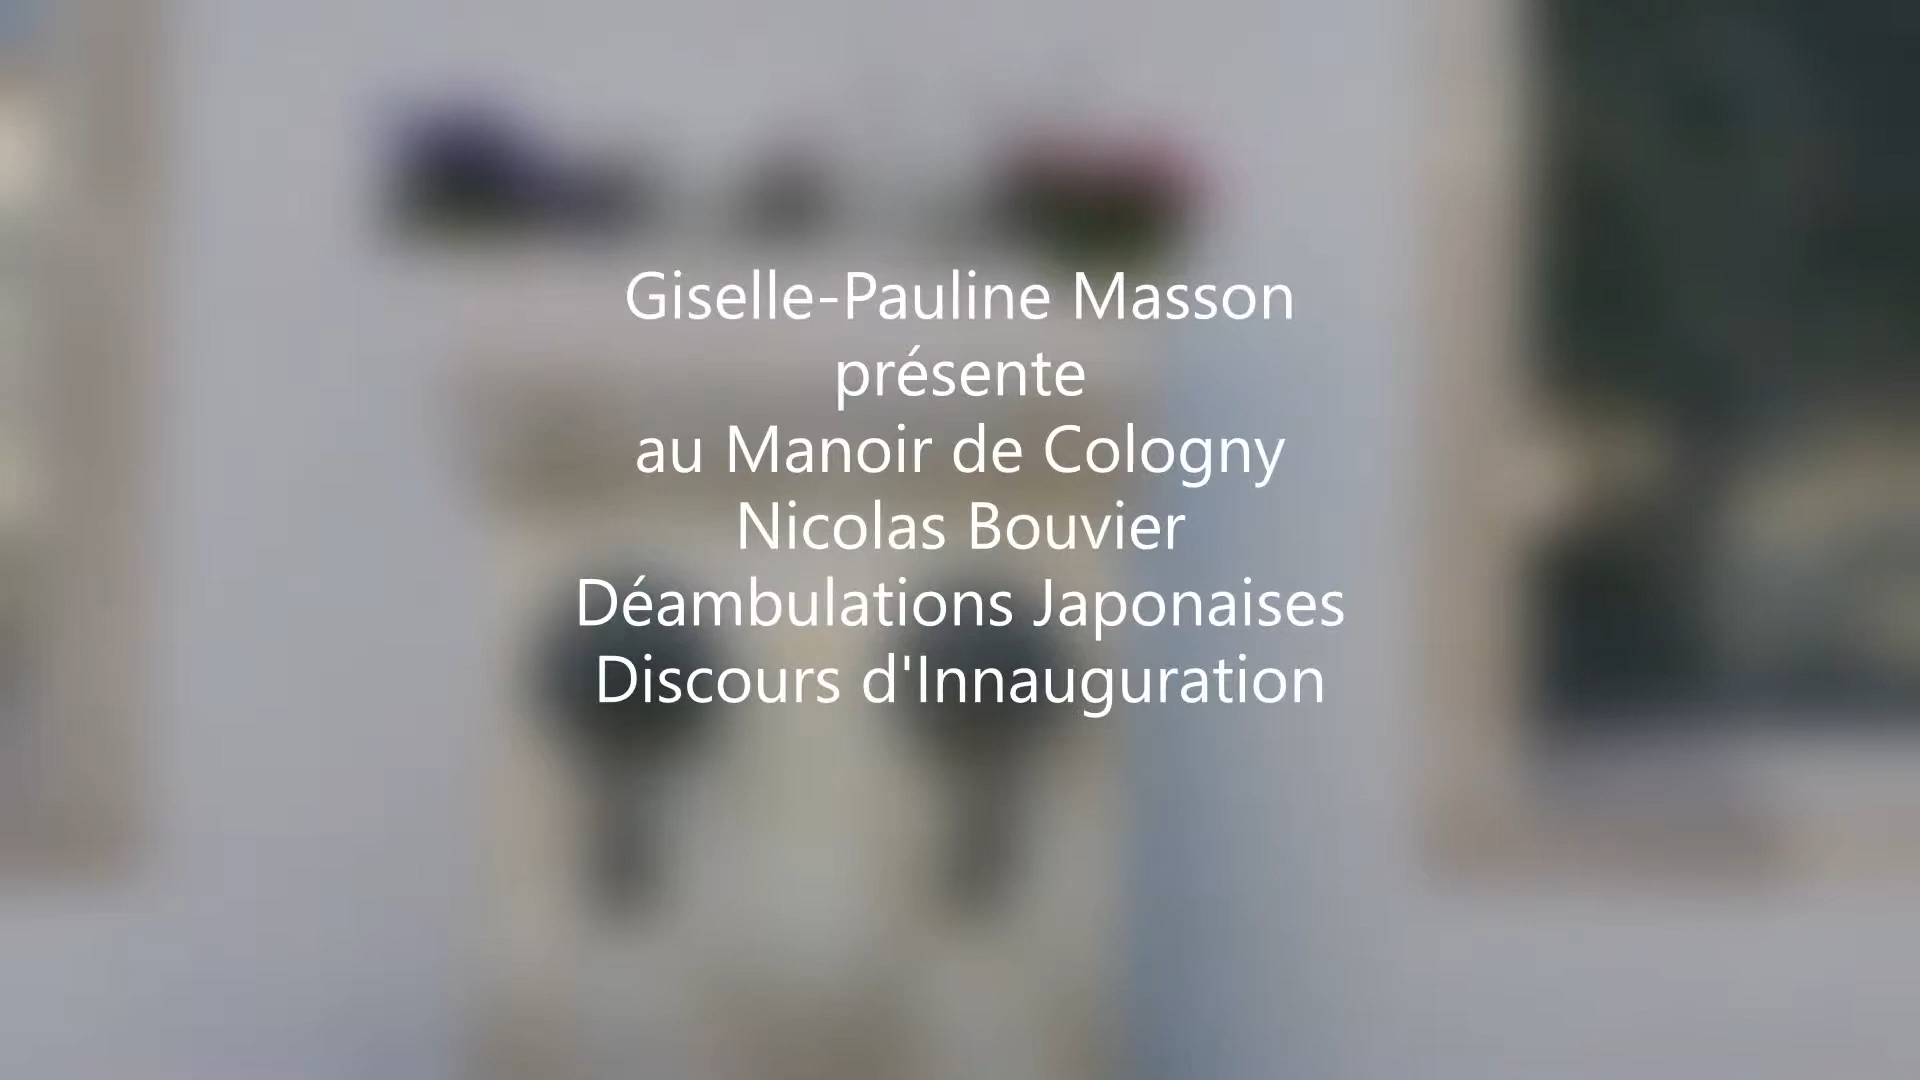 Giselle-Pauline Masson
présente
au Manoir de Cologny
Nicolas Bouvier
Déambulations Japonaises
Discours d'Innauguration